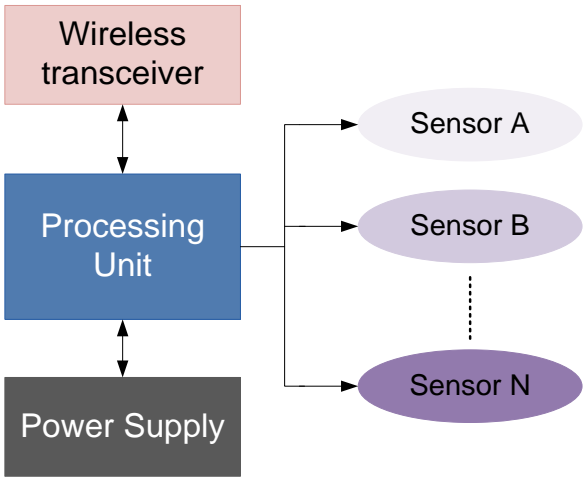 Wireless
transceiver
Processing
Unit
Power Supply
Sensor A
Sensor B
Sensor N